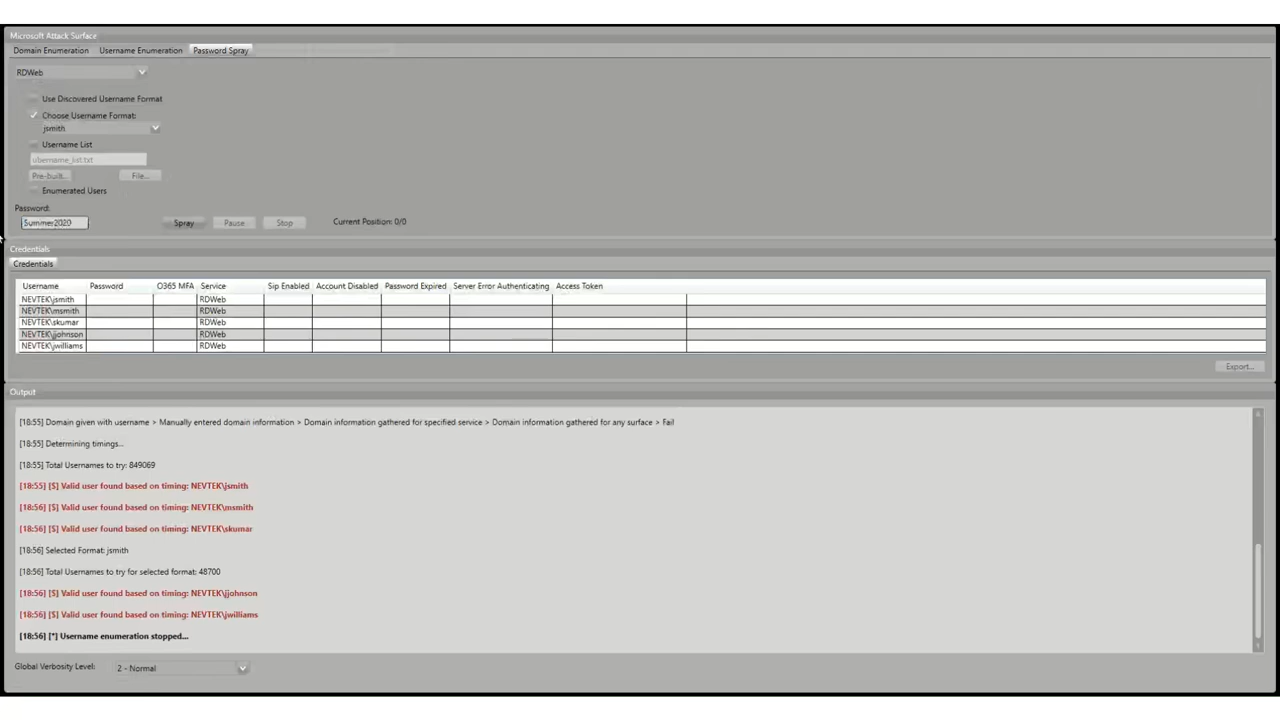 Microsoft Attack Surface
Domain Enumeration Username Enumeration Password Spray
RDWeb
Use Discovered Username Format
Choose Username Format:
jsmith
Username List
username_list.txt
Pre-built... File...
Enumerated Users
Password:
Summer2020 Spray Pause Stop Current Position: 0/0
Credentials
Credentials
Username Password O365 MFA Service Sip Enabled Account Disabled Password Expired Server Error Authenticating Access Token
NEVTEK\jsmith RDWeb
NEVTEK\msmith RDWeb
NEVTEK\skumar RDWeb
NEVTEK\jjohnson RDWeb
NEVTEK\jwilliams RDWeb
Export...
Output
[18:55] Domain given with username > Manually entered domain information > Domain information gathered for specified service > Domain information gathered for any surface > Fail
[18:55] Determining timings...
[18:55] Total Usernames to try: 849069
[18:55] [$] Valid user found based on timing: NEVTEK\jsmith
[18:56] [$] Valid user found based on timing: NEVTEK\msmith
[18:56] [$] Valid user found based on timing: NEVTEK\skumar
[18:56] Selected Format: jsmith
[18:56] Total Usernames to try for selected format: 48700
[18:56] [$] Valid user found based on timing: NEVTEK\jjohnson
[18:56] [$] Valid user found based on timing: NEVTEK\jwilliams
[18:56] [*] Username enumeration stopped...
Global Verbosity Level: 2 - Normal